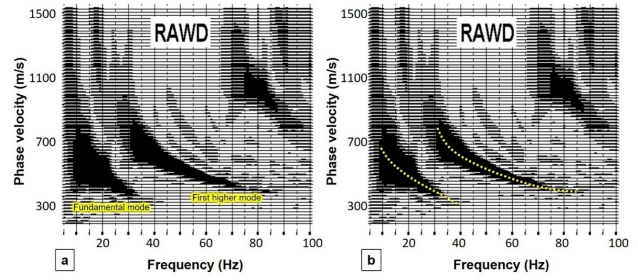 1500
1100
700
300
Phase velocity (m/s)
RAWD
Fundamental mode
First higher mode
20
40
60
80
100
Frequency (Hz)
a
1500
1100
700
300
Phase velocity (m/s)
RAWD
20
40
60
80
100
Frequency (Hz)
b